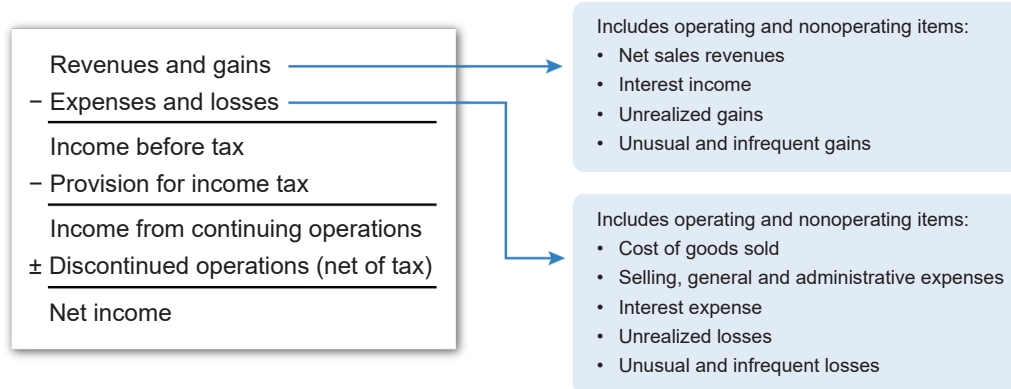 Revenues and gains
− Expenses and losses
Income before tax
− Provision for income tax
Income from continuing operations
± Discontinued operations (net of tax)
Net income
Includes operating and nonoperating items:
• Net sales revenues
• Interest income
• Unrealized gains
• Unusual and infrequent gains
Includes operating and nonoperating items:
• Cost of goods sold
• Selling, general and administrative expenses
• Interest expense
• Unrealized losses
• Unusual and infrequent losses